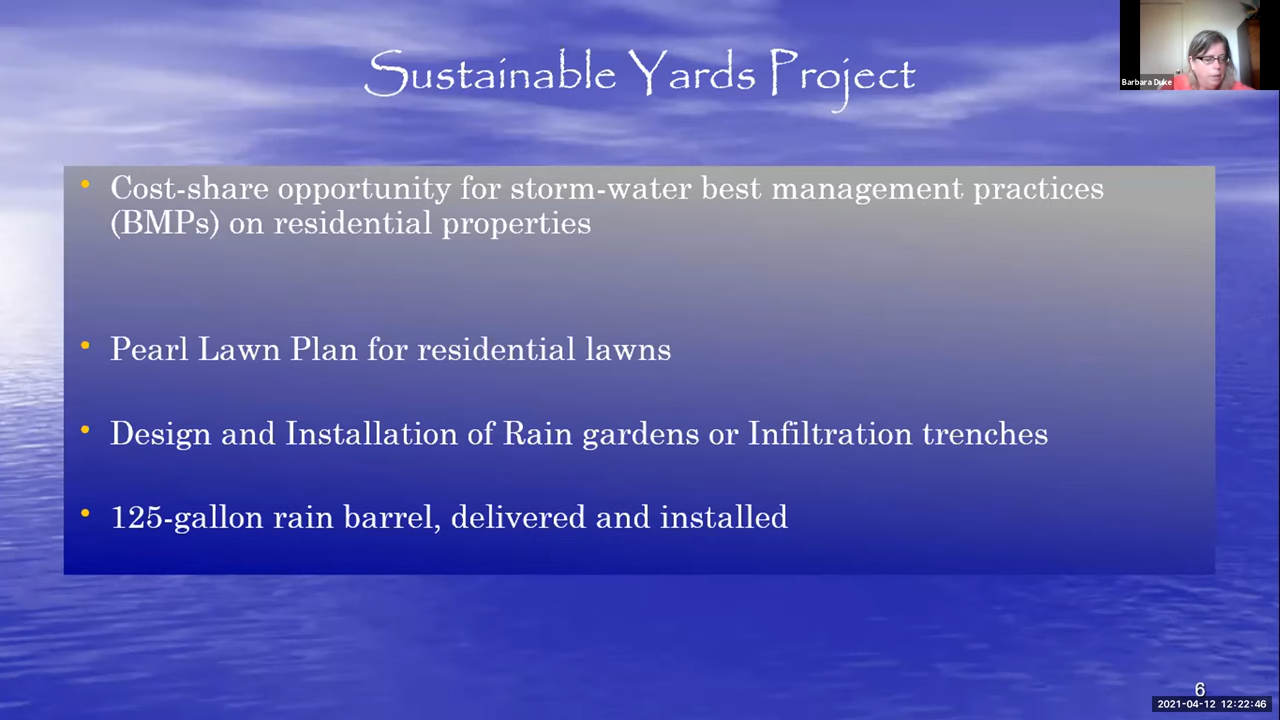 Sustainable Yards Project
Barbara Duke
• Cost-share opportunity for storm-water best management practices
(BMPs) on residential properties
• Pearl Lawn Plan for residential lawns
• Design and Installation of Rain gardens or Infiltration trenches
• 125-gallon rain barrel, delivered and installed
6
2021-04-12 12:22:46